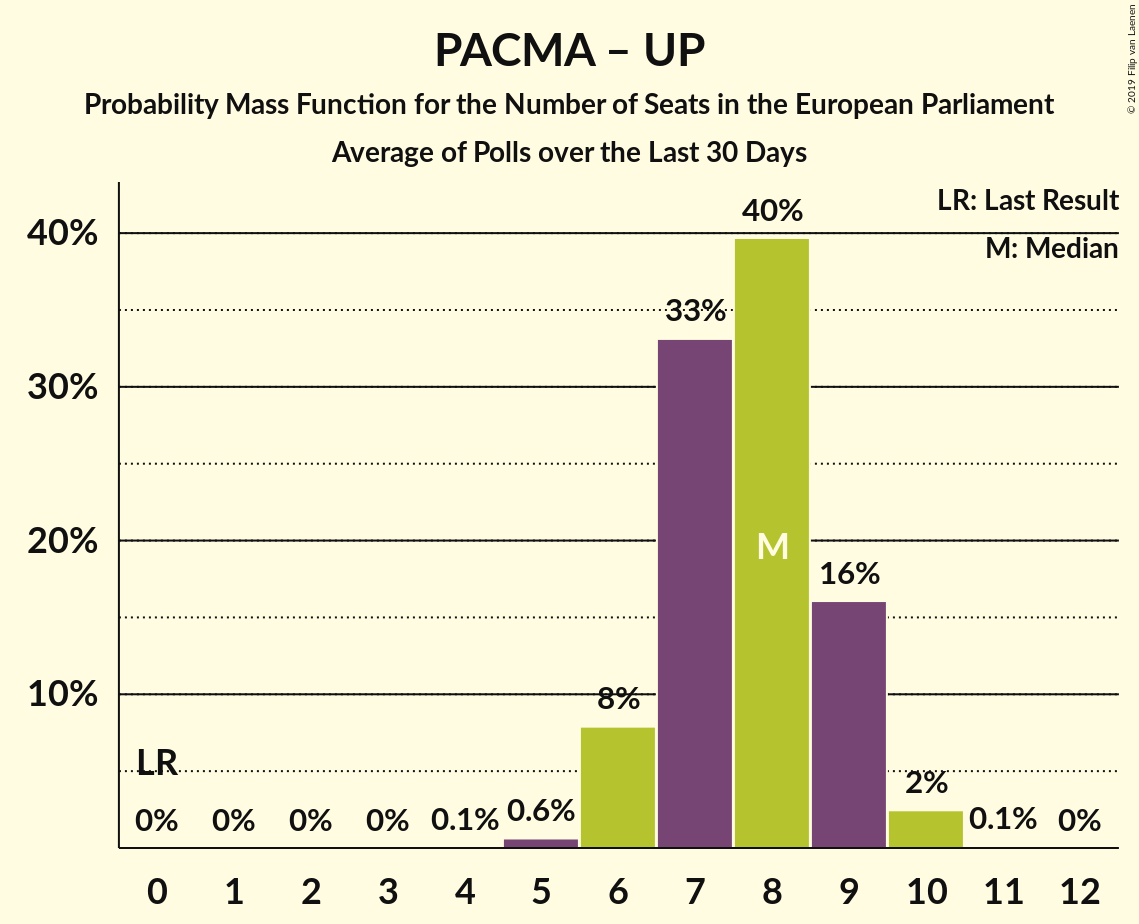 PACMA – UP
Probability Mass Function for the Number of Seats in the European Parliament
Average of Polls over the Last 30 Days
© 2019 Filip van Laenen
LR: Last Result
M: Median
40%
30%
20%
10%
LR
0%
0%
0%
0%
0.1%
0.6%
8%
33%
40%
M
16%
2%
0.1%
0%
0 1 2 3 4 5 6 7 8 9 10 11 12